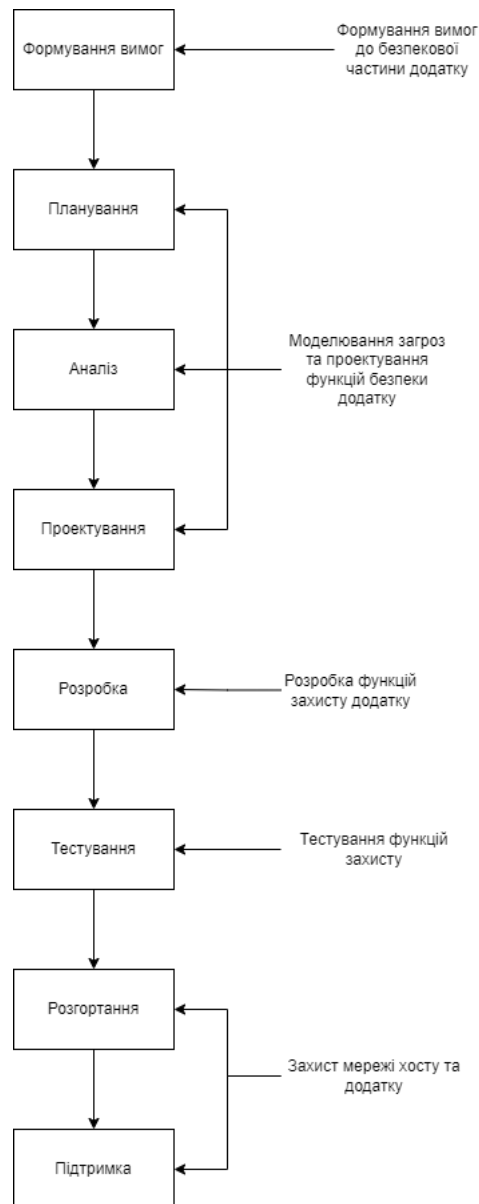 Формування вимог
Формування вимог
до безпекової
частини додатку
Планування
Аналіз
Моделювання загроз
та проектування
функцій безпеки
додатку
Проектування
Розробка
Розробка функцій
захисту додатку
Тестування
Тестування функцій
захисту
Розгортання
Захист мережі хосту та
додатку
Підтримка